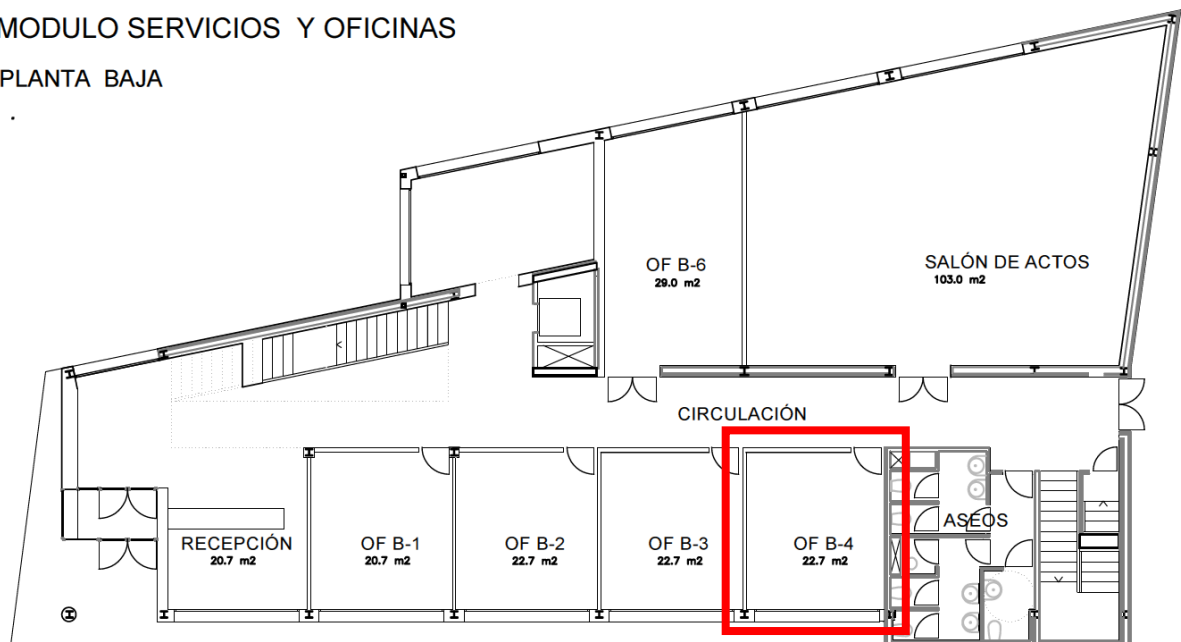 MODULO SERVICIOS Y OFICINAS
PLANTA BAJA
.
OF B-6
29.0 m2
SALÓN DE ACTOS
103.0 m2
CIRCULACIÓN
RECEPCIÓN
20.7 m2
OF B-1
20.7 m2
OF B-2
22.7 m2
OF B-3
22.7 m2
OF B-4
22.7 m2
ASEOS